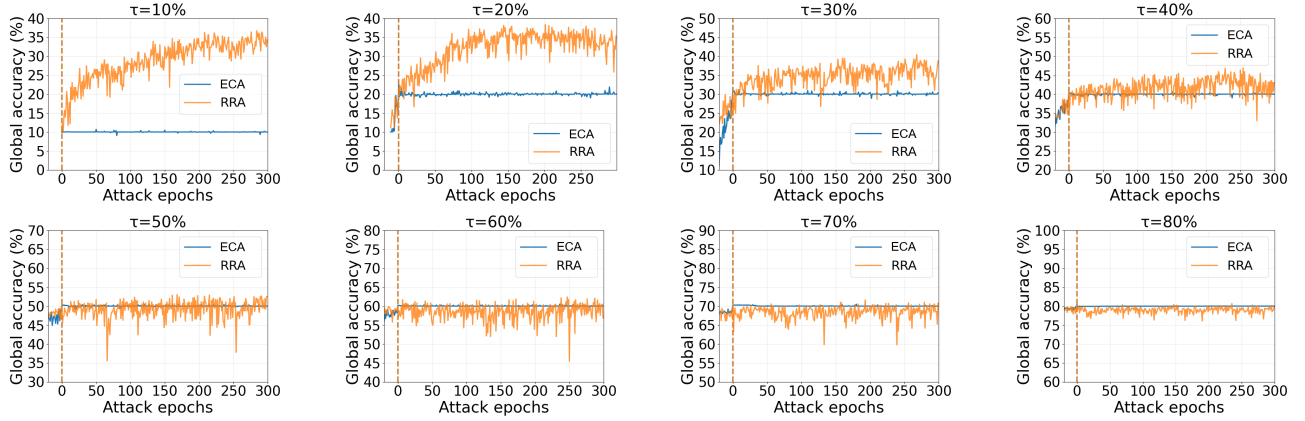 τ=10%
Global accuracy (%)
40
35
30
25
20
15
10
5
0
ECA
RRA
0 50 100 150 200 250 300
Attack epochs
τ=20%
Global accuracy (%)
40
35
30
25
20
15
10
5
0
ECA
RRA
0 50 100 150 200 250
Attack epochs
τ=30%
Global accuracy (%)
50
45
40
35
30
25
20
15
10
ECA
RRA
0 50 100 150 200 250 300
Attack epochs
τ=40%
Global accuracy (%)
60
55
50
45
40
35
30
25
20
ECA
RRA
0 50 100 150 200 250 300
Attack epochs
τ=50%
Global accuracy (%)
70
65
60
55
50
45
40
35
30
ECA
RRA
0 50 100 150 200 250 300
Attack epochs
τ=60%
Global accuracy (%)
80
75
70
65
60
55
50
45
40
ECA
RRA
0 50 100 150 200 250 300
Attack epochs
τ=70%
Global accuracy (%)
90
85
80
75
70
65
60
55
50
ECA
RRA
0 50 100 150 200 250 300
Attack epochs
τ=80%
Global accuracy (%)
100
95
90
85
80
75
70
65
60
ECA
RRA
0 50 100 150 200 250 300
Attack epochs